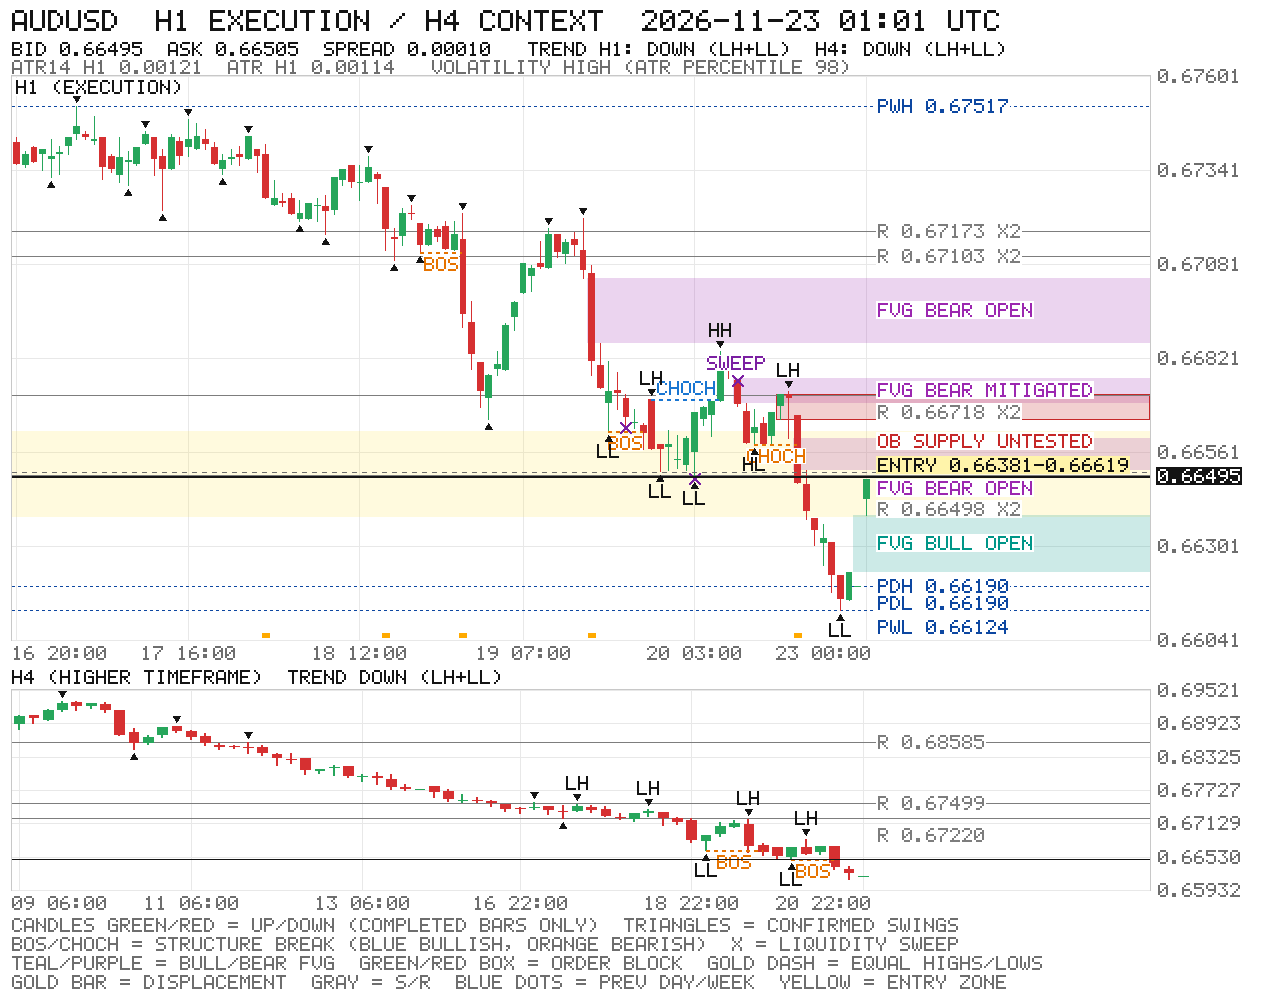 AUDUSD H1 EXECUTION / H4 CONTEXT 2026-11-23 01:01 UTC
BID 0.66495 ASK 0.66505 SPREAD 0.00010 TREND H1: DOWN (LH+LL) H4: DOWN (LH+LL)
ATR14 H1 0.00121 ATR H1 0.00114 VOLATILITY HIGH (ATR PERCENTILE 98)
0.67601
H1 (EXECUTION)
PWH 0.67517
0.67341
R 0.67173 X2
R 0.67103 X2
0.67081
BOS
FVG BEAR OPEN
HH
0.66821
SWEEP
LH
LH
CHOCH
FVG BEAR MITIGATED
R 0.66718 X2
OB SUPPLY UNTESTED
BOS
LL
CHOCH
HL
0.66561
ENTRY 0.66381-0.66619
0.66495
FVG BEAR OPEN
LL
LL
R 0.66498 X2
FVG BULL OPEN
0.66301
PDH 0.66190
PDL 0.66190
PWL 0.66124
LL
0.66041
16 20:00 17 16:00 18 12:00 19 07:00 20 03:00 23 00:00
H4 (HIGHER TIMEFRAME) TREND DOWN (LH+LL)
0.69521
0.68923
R 0.68585
0.68325
LH
LH
0.67727
LH
R 0.67499
LH
0.67129
R 0.67220
BOS
0.66530
LL
BOS
LL
0.65932
09 06:00 11 06:00 13 06:00 16 22:00 18 22:00 20 22:00
CANDLES GREEN/RED = UP/DOWN (COMPLETED BARS ONLY) TRIANGLES = CONFIRMED SWINGS
BOS/CHOCH = STRUCTURE BREAK (BLUE BULLISH, ORANGE BEARISH) X = LIQUIDITY SWEEP
TEAL/PURPLE = BULL/BEAR FVG GREEN/RED BOX = ORDER BLOCK GOLD DASH = EQUAL HIGHS/LOWS
GOLD BAR = DISPLACEMENT GRAY = S/R BLUE DOTS = PREV DAY/WEEK YELLOW = ENTRY ZONE